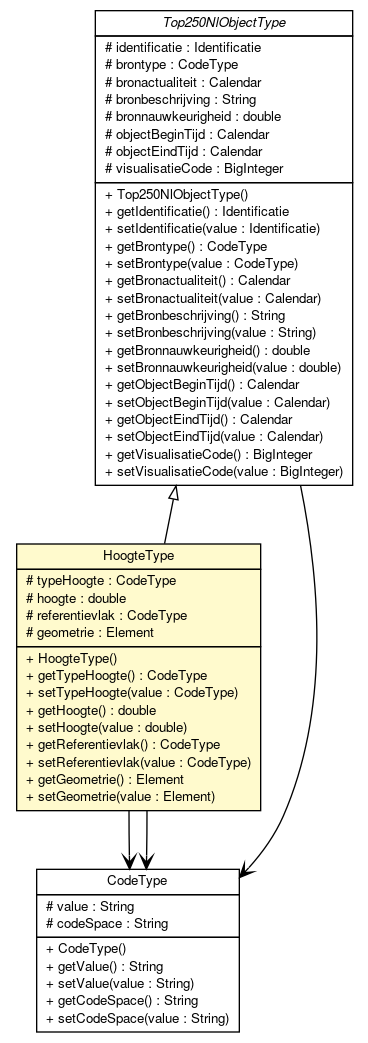 Top250NlObjectType
# identificatie : Identificatie
# brontype : CodeType
# bronactualiteit : Calendar
# bronbeschrijving : String
# bronnauwkeurigheid : double
# objectBeginTijd : Calendar
# objectEindTijd : Calendar
# visualisatieCode : BigInteger
+ Top250NlObjectType()
+ getIdentificatie() : Identificatie
+ setIdentificatie(value : Identificatie)
+ getBrontype() : CodeType
+ setBrontype(value : CodeType)
+ getBronactualiteit() : Calendar
+ setBronactualiteit(value : Calendar)
+ getBronbeschrijving() : String
+ setBronbeschrijving(value : String)
+ getBronnauwkeurigheid() : double
+ setBronnauwkeurigheid(value : double)
+ getObjectBeginTijd() : Calendar
+ setObjectBeginTijd(value : Calendar)
+ getObjectEindTijd() : Calendar
+ setObjectEindTijd(value : Calendar)
+ getVisualisatieCode() : BigInteger
+ setVisualisatieCode(value : BigInteger)
HoogteType
# typeHoogte : CodeType
# hoogte : double
# referentievlak : CodeType
# geometrie : Element
+ HoogteType()
+ getTypeHoogte() : CodeType
+ setTypeHoogte(value : CodeType)
+ getHoogte() : double
+ setHoogte(value : double)
+ getReferentievlak() : CodeType
+ setReferentievlak(value : CodeType)
+ getGeometrie() : Element
+ setGeometrie(value : Element)
CodeType
# value : String
# codeSpace : String
+ CodeType()
+ getValue() : String
+ setValue(value : String)
+ getCodeSpace() : String
+ setCodeSpace(value : String)